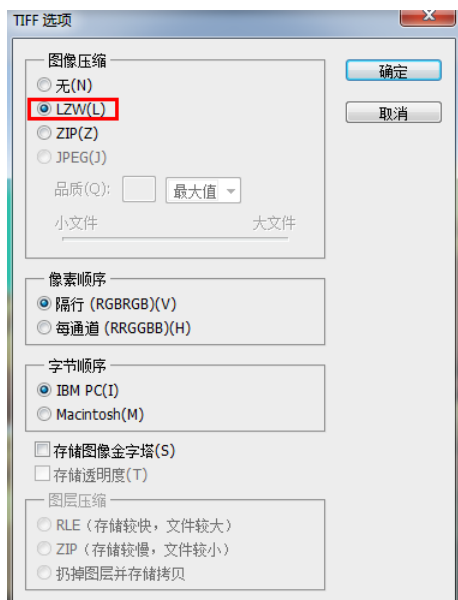 TIFF 选项
图像压缩
无(N)
LZW(L)
ZIP(Z)
JPEG(J)
品质(Q): 最大值
小文件 大文件
确定
取消
像素顺序
隔行 (RGBRGB)(V)
每通道 (RRGGBB)(H)
字节顺序
IBM PC(I)
Macintosh(M)
存储图像金字塔(S)
存储透明度(T)
图层压缩
RLE（存储较快，文件较大）
ZIP（存储较慢，文件较小）
扔掉图层并存储拷贝